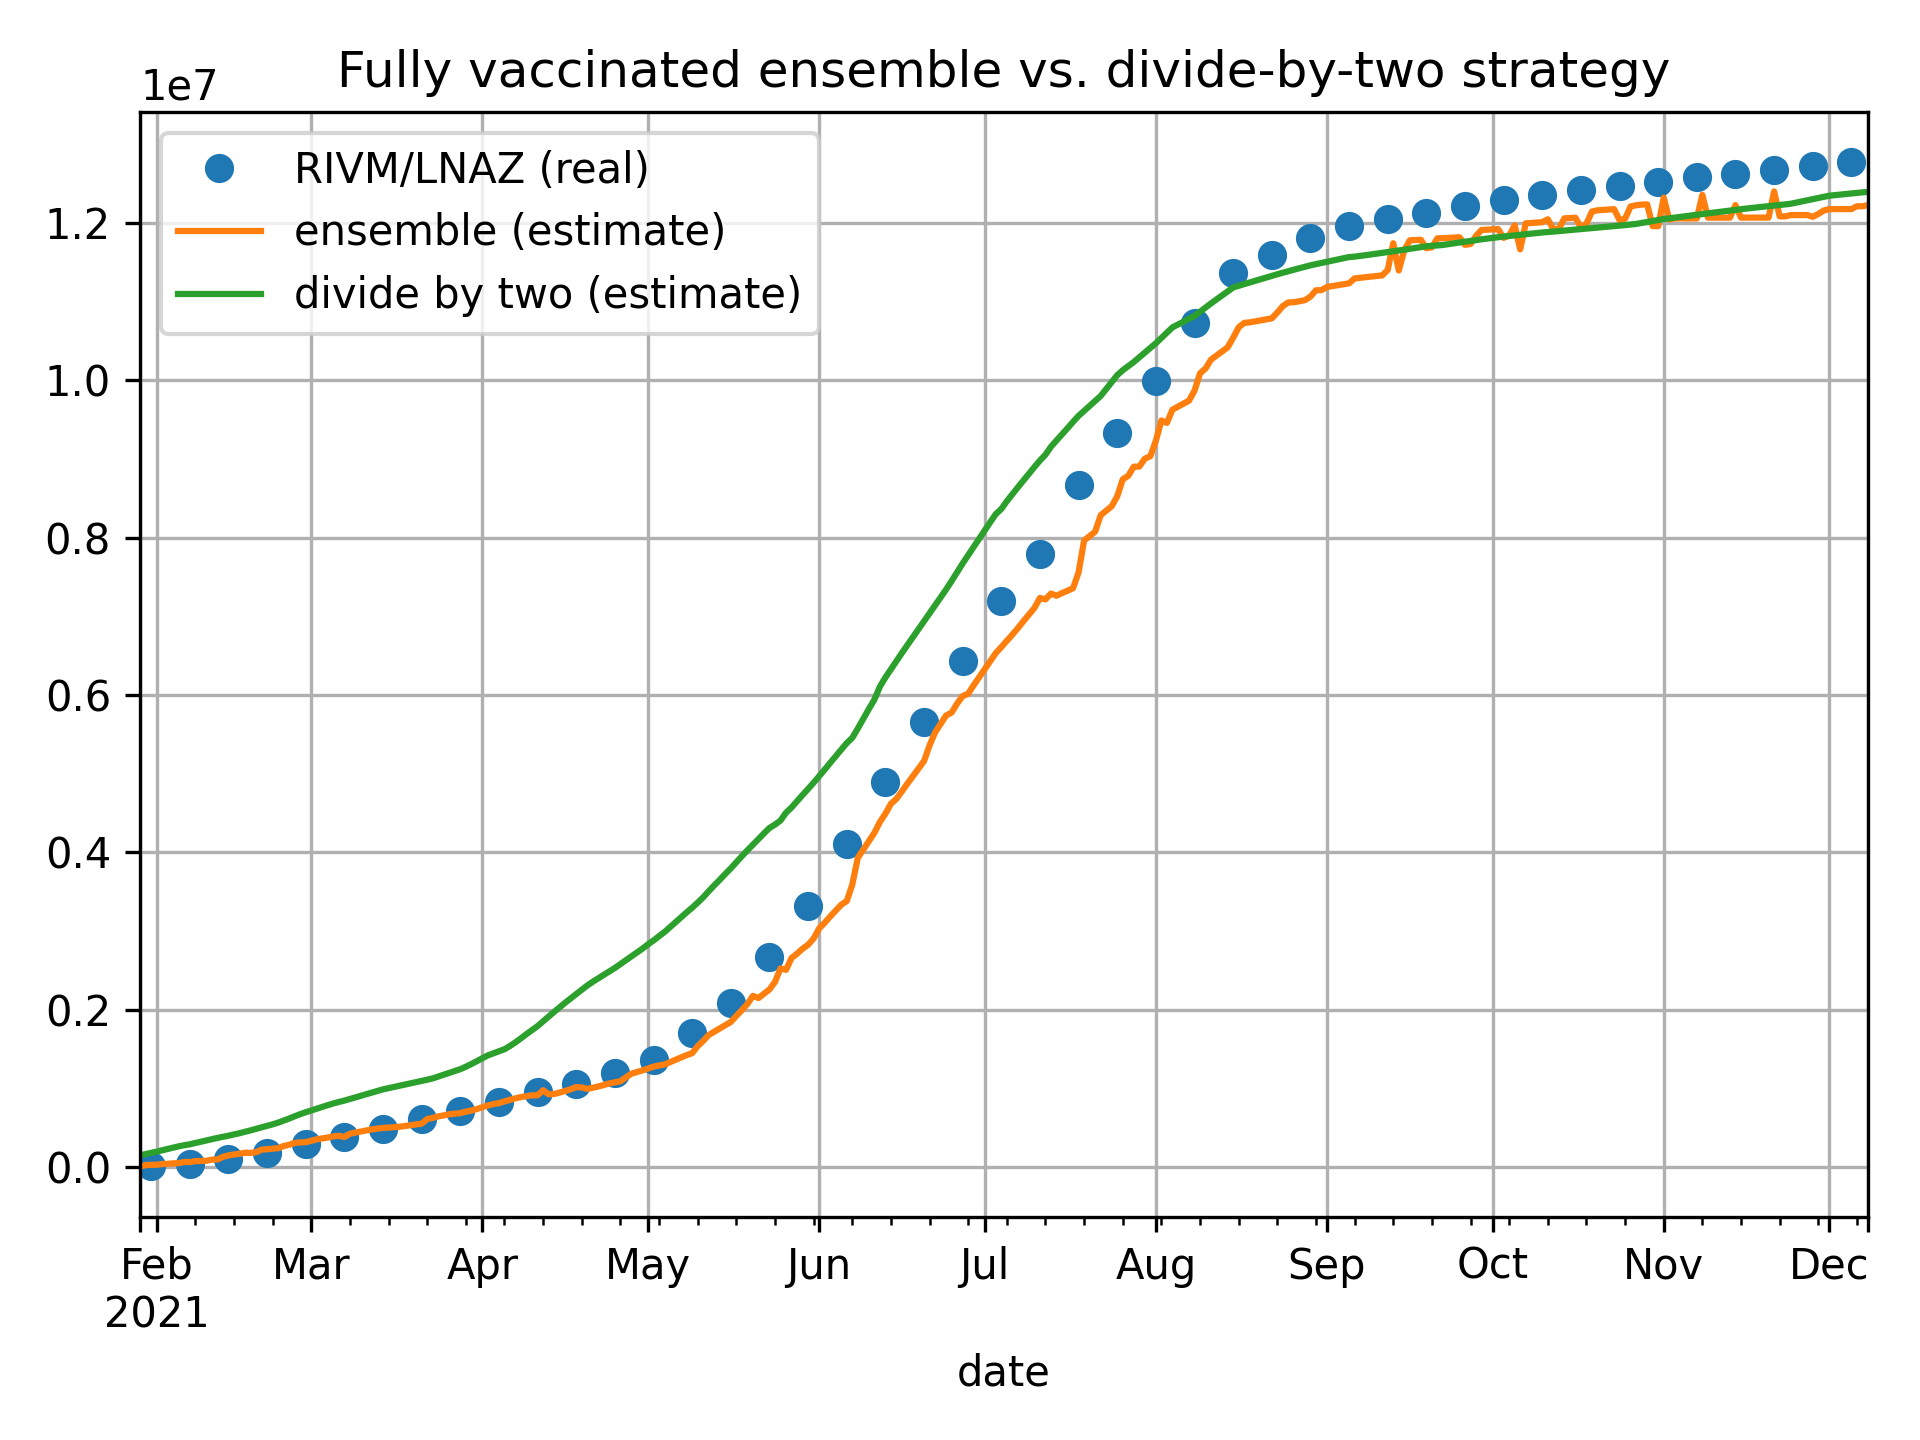 Fully vaccinated ensemble vs. divide-by-two strategy
1e7
RIVM/LNAZ (real)
ensemble (estimate)
divide by two (estimate)
1.2
1.0
0.8
0.6
0.4
0.2
0.0
Feb Mar Apr May Jun Jul Aug Sep Oct Nov Dec
2021
date